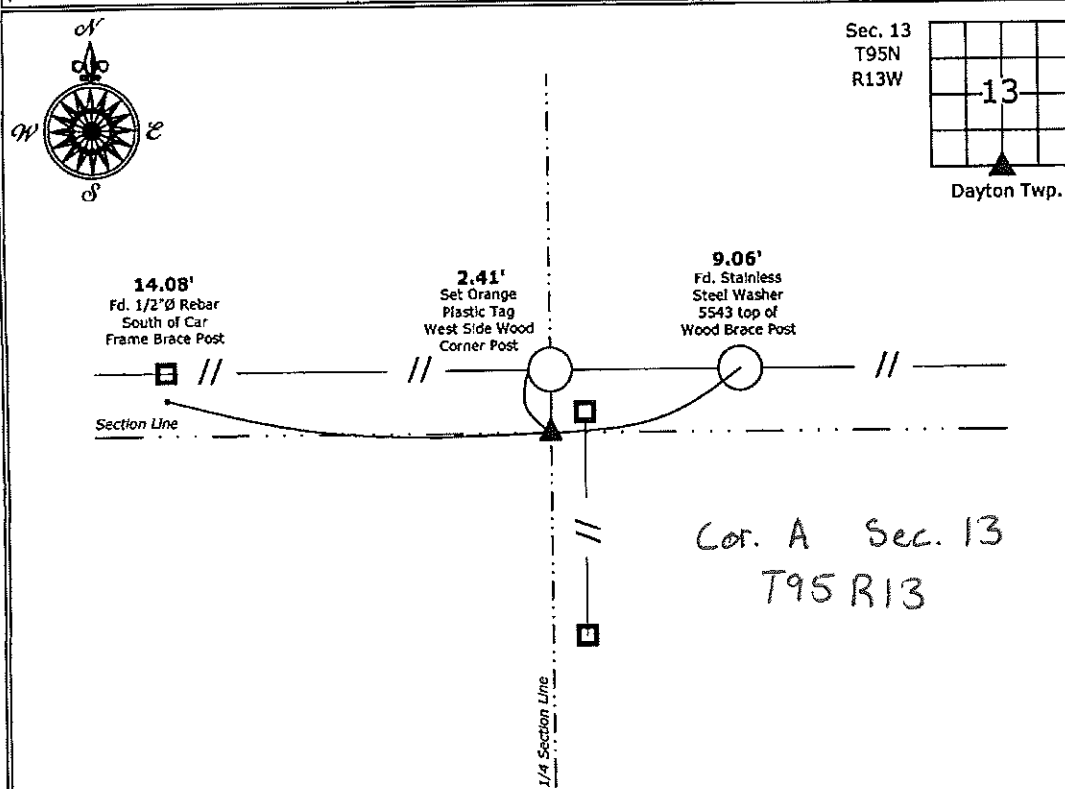 N
W
E
S
Sec. 13
T95N
R13W
13
Dayton Twp.
14.08'
Fd. 1/2"Ø Rebar
South of Car
Frame Brace Post
2.41'
Set Orange
Plastic Tag
West Side Wood
Corner Post
9.06'
Fd. Stainless
Steel Washer
5543 top of
Wood Brace Post
Section Line
Cor. A Sec. 13
T95 R13
1/4 Section Line